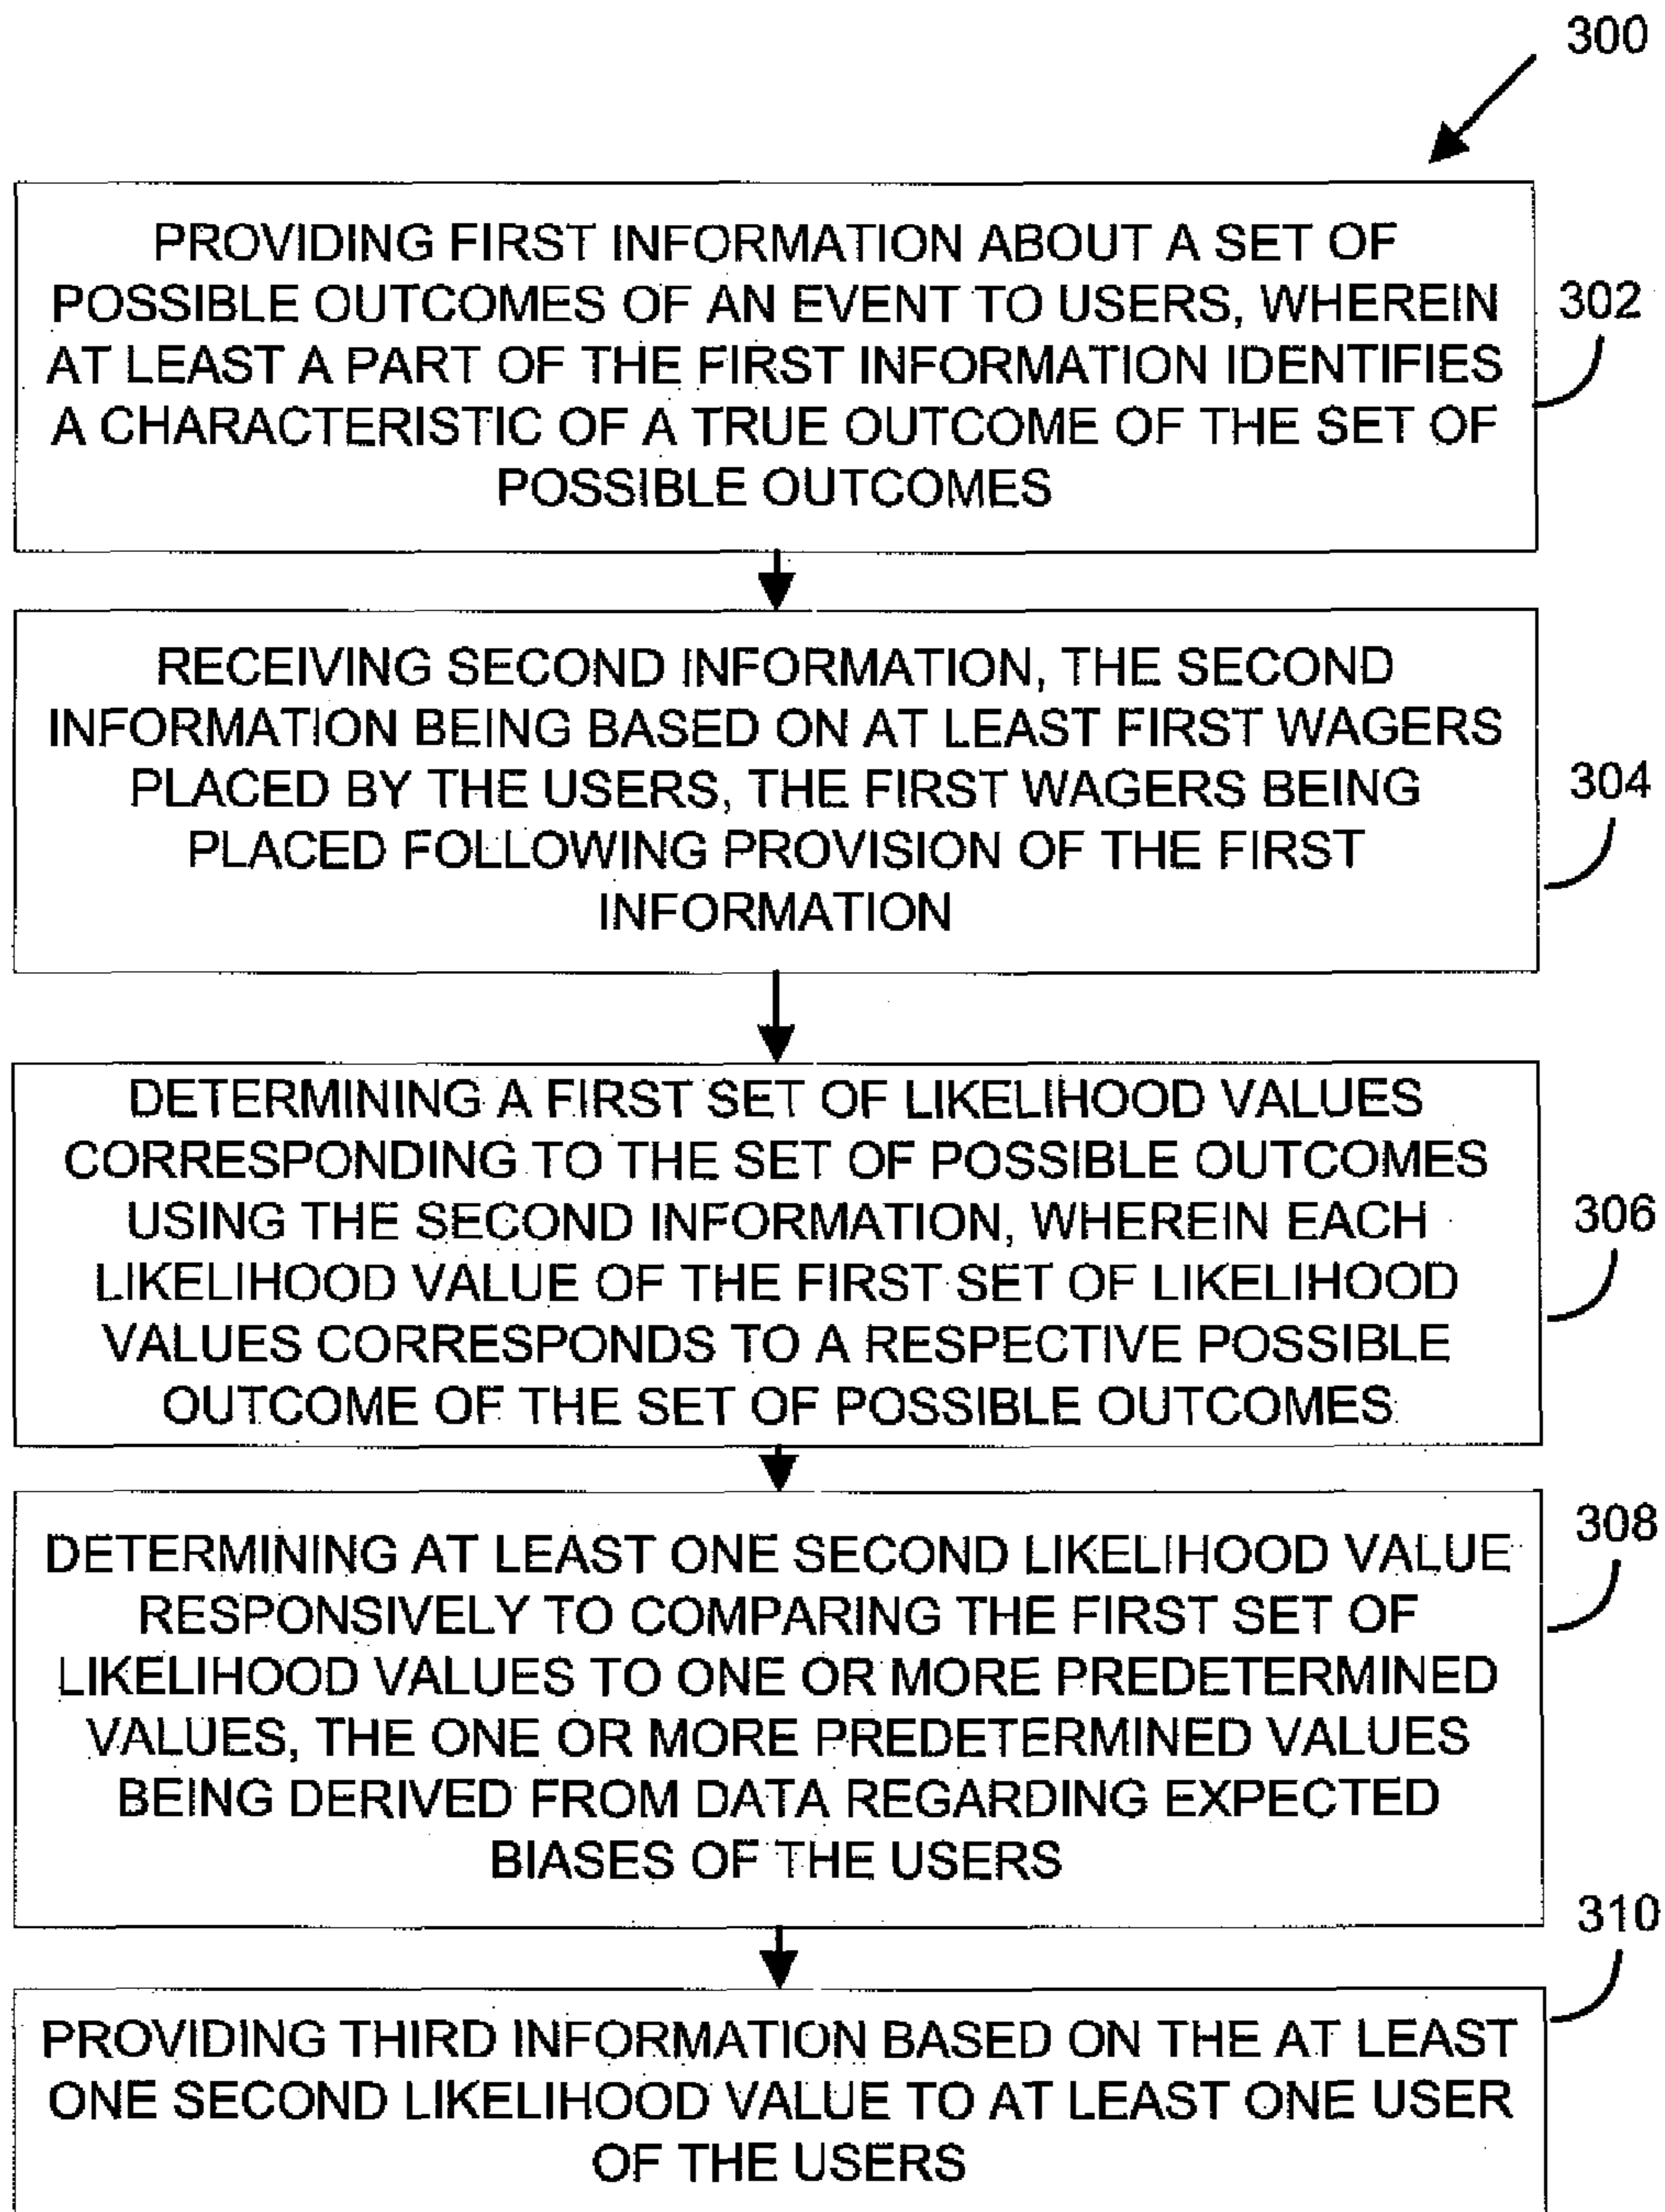 300
PROVIDING FIRST INFORMATION ABOUT A SET OF
POSSIBLE OUTCOMES OF AN EVENT TO USERS, WHEREIN
AT LEAST A PART OF THE FIRST INFORMATION IDENTIFIES
A CHARACTERISTIC OF A TRUE OUTCOME OF THE SET OF
POSSIBLE OUTCOMES
302
RECEIVING SECOND INFORMATION, THE SECOND
INFORMATION BEING BASED ON AT LEAST FIRST WAGERS
PLACED BY THE USERS, THE FIRST WAGERS BEING
PLACED FOLLOWING PROVISION OF THE FIRST
INFORMATION
304
DETERMINING A FIRST SET OF LIKELIHOOD VALUES
CORRESPONDING TO THE SET OF POSSIBLE OUTCOMES
USING THE SECOND INFORMATION, WHEREIN EACH
LIKELIHOOD VALUE OF THE FIRST SET OF LIKELIHOOD
VALUES CORRESPONDS TO A RESPECTIVE POSSIBLE
OUTCOME OF THE SET OF POSSIBLE OUTCOMES
306
DETERMINING AT LEAST ONE SECOND LIKELIHOOD VALUE
RESPONSIVELY TO COMPARING THE FIRST SET OF
LIKELIHOOD VALUES TO ONE OR MORE PREDETERMINED
VALUES, THE ONE OR MORE PREDETERMINED VALUES
BEING DERIVED FROM DATA REGARDING EXPECTED
BIASES OF THE USERS
308
PROVIDING THIRD INFORMATION BASED ON THE AT LEAST
ONE SECOND LIKELIHOOD VALUE TO AT LEAST ONE USER
OF THE USERS
310